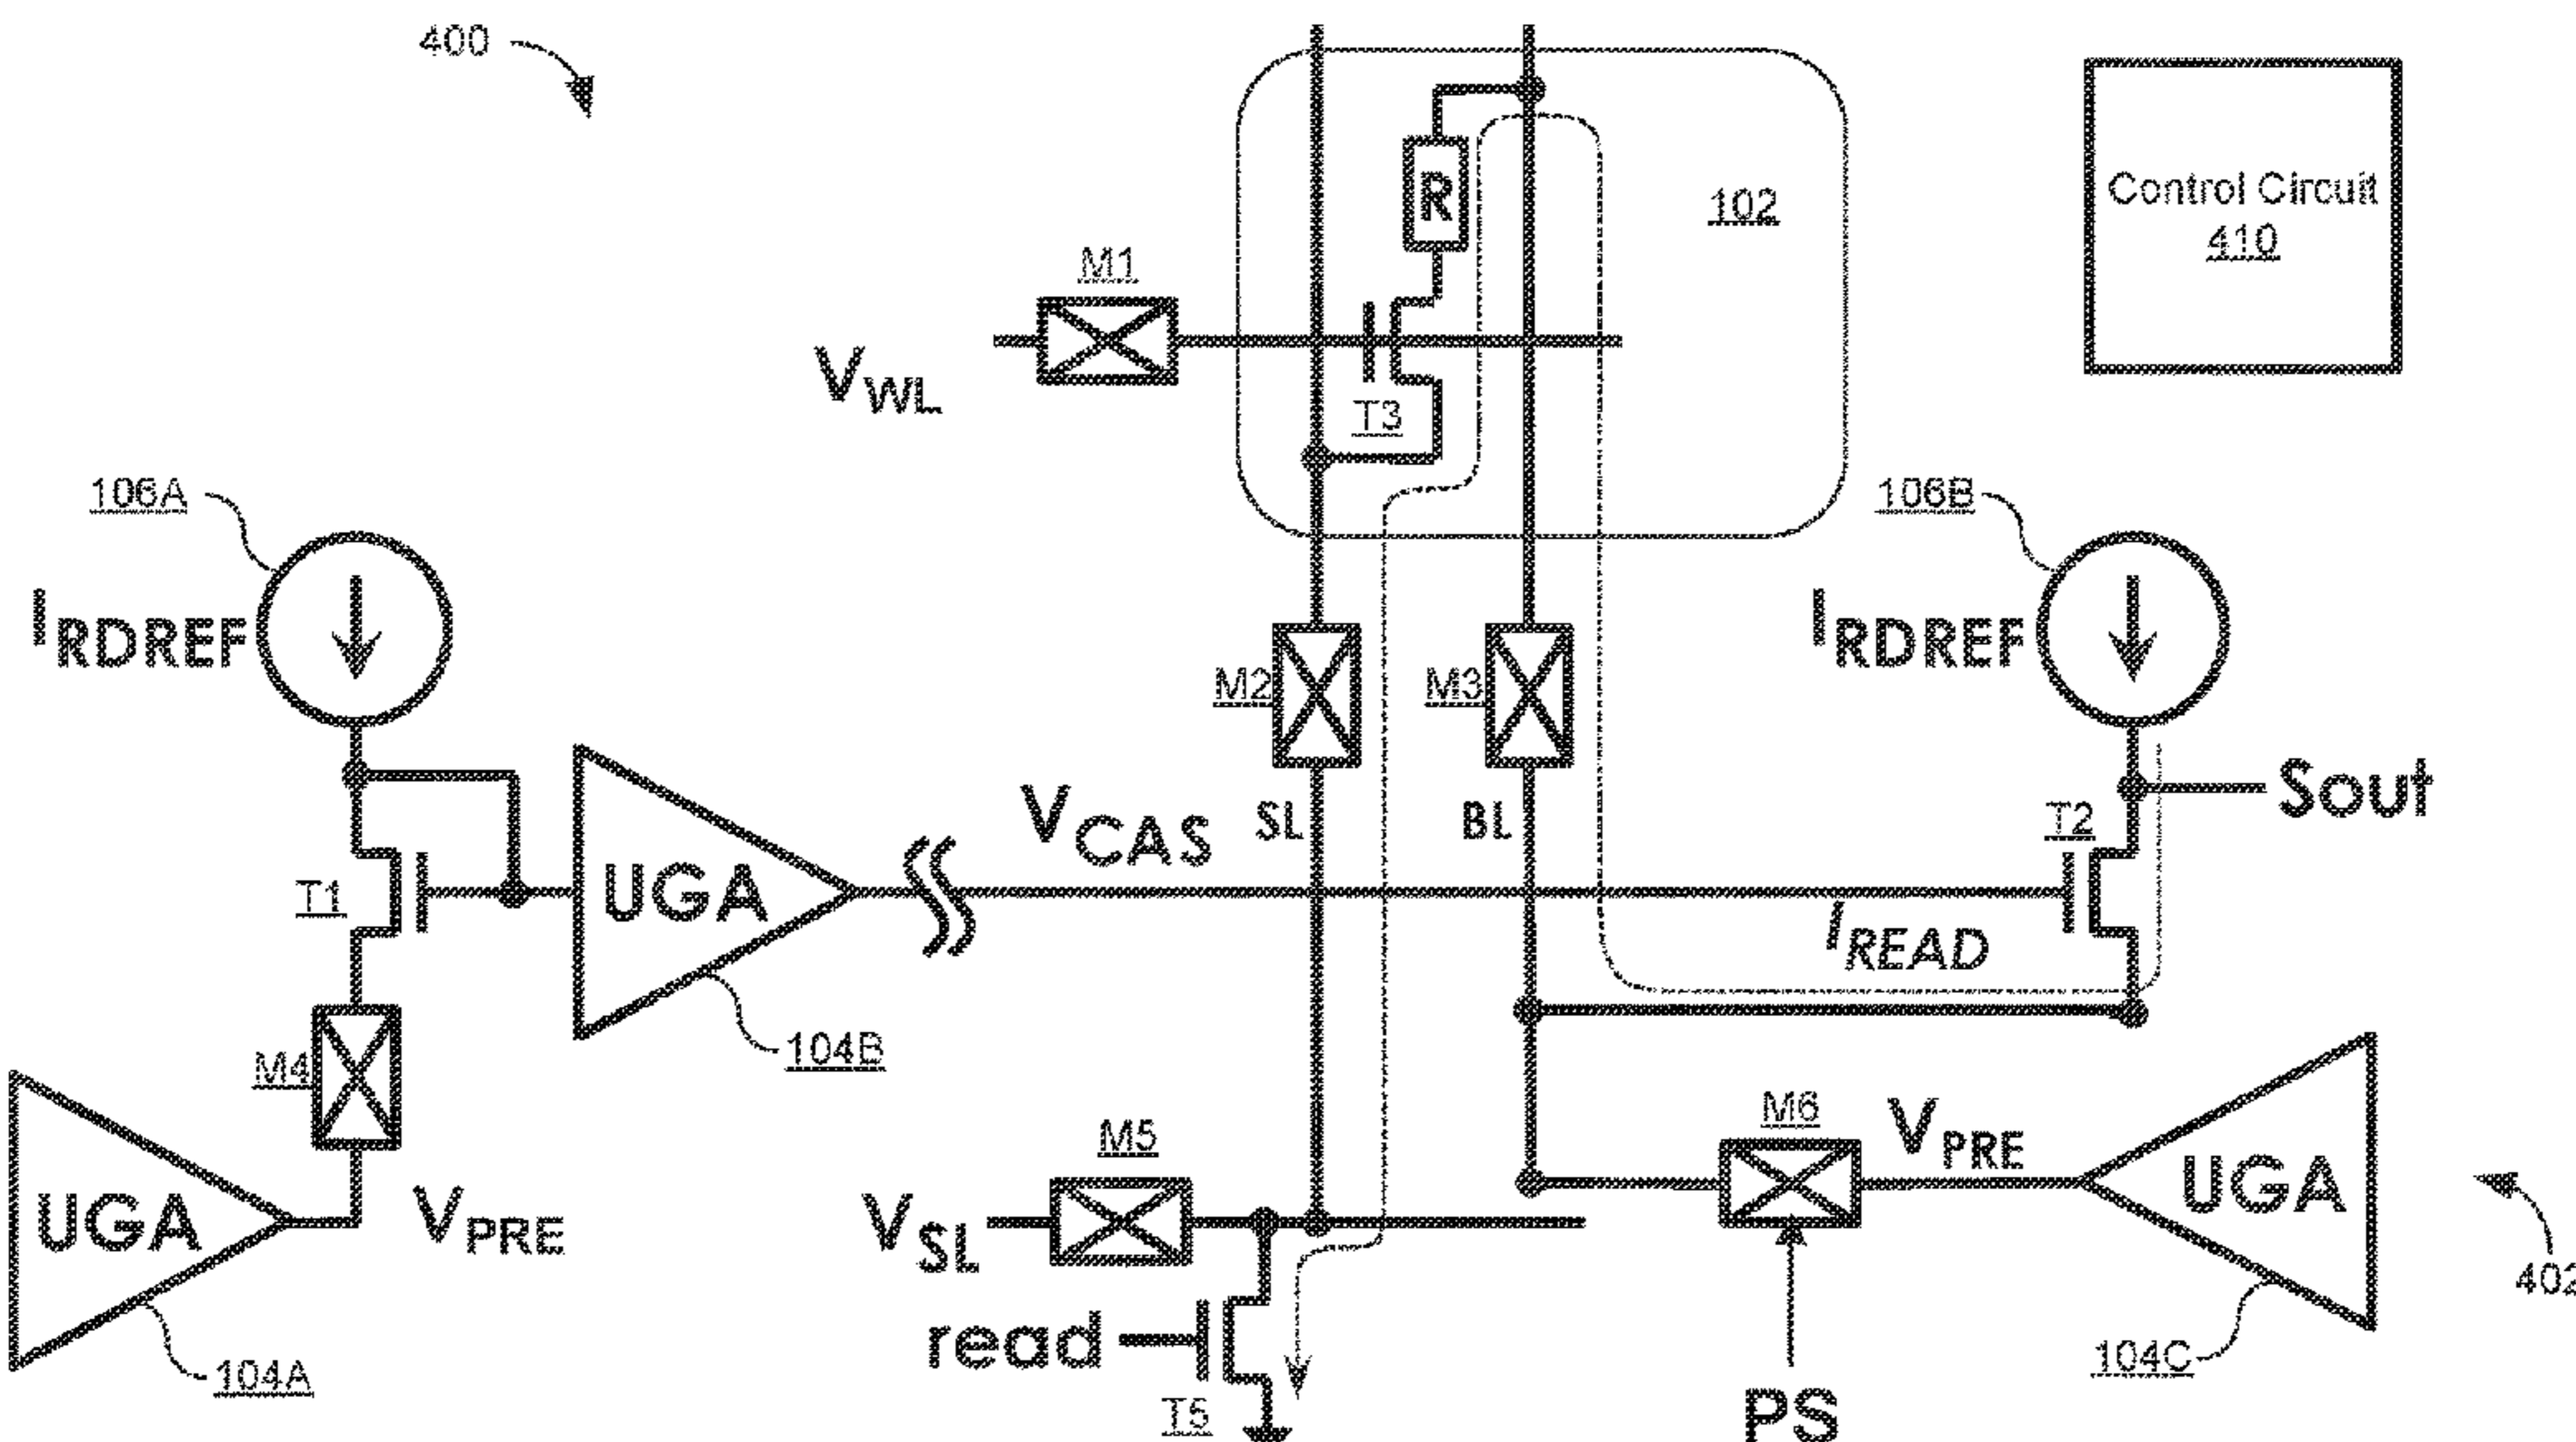 400
Control Circuit
410
R
102
M1
VWL
T3
106A
106B
IRDREF
IRDREF
M2
M3
Sout
T2
VCAS
SL
BL
UGA
T1
IREAD
104B
M4
M5
M6
VPRE
UGA
UGA
VPRE
VSL
402
read
104A
104C
T5
PS